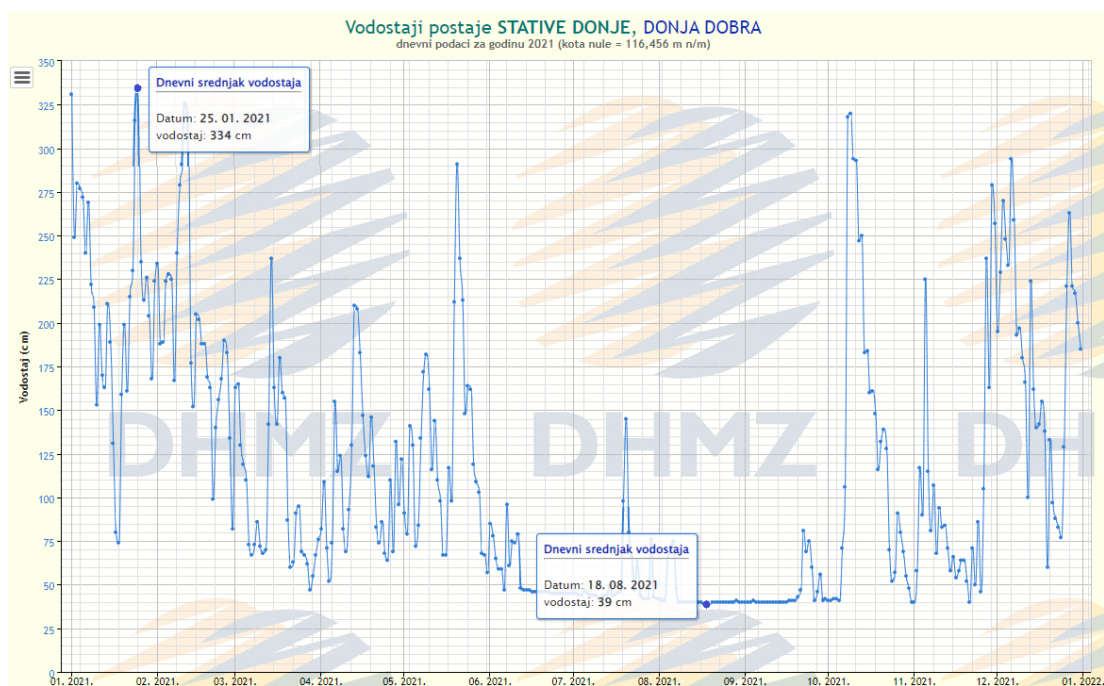 Vodostaji postaje STATIVE DONJE, DONJA DOBRA
dnevni podaci za godinu 2021 (kota nule = 116,456 m n/m)
Vodostaj (cm)
350
325
300
275
250
225
200
175
150
125
100
75
50
25
0
Dnevni srednjak vodostaja
Datum: 25. 01. 2021
vodostaj: 334 cm
DHMZ
DHMZ
DH
Dnevni srednjak vodostaja
Datum: 18. 08. 2021
vodostaj: 39 cm
01. 2021. 02. 2021. 03. 2021. 04. 2021. 05. 2021. 06. 2021. 07. 2021. 08. 2021. 09. 2021. 10. 2021. 11. 2021. 12. 2021. 01. 2022.